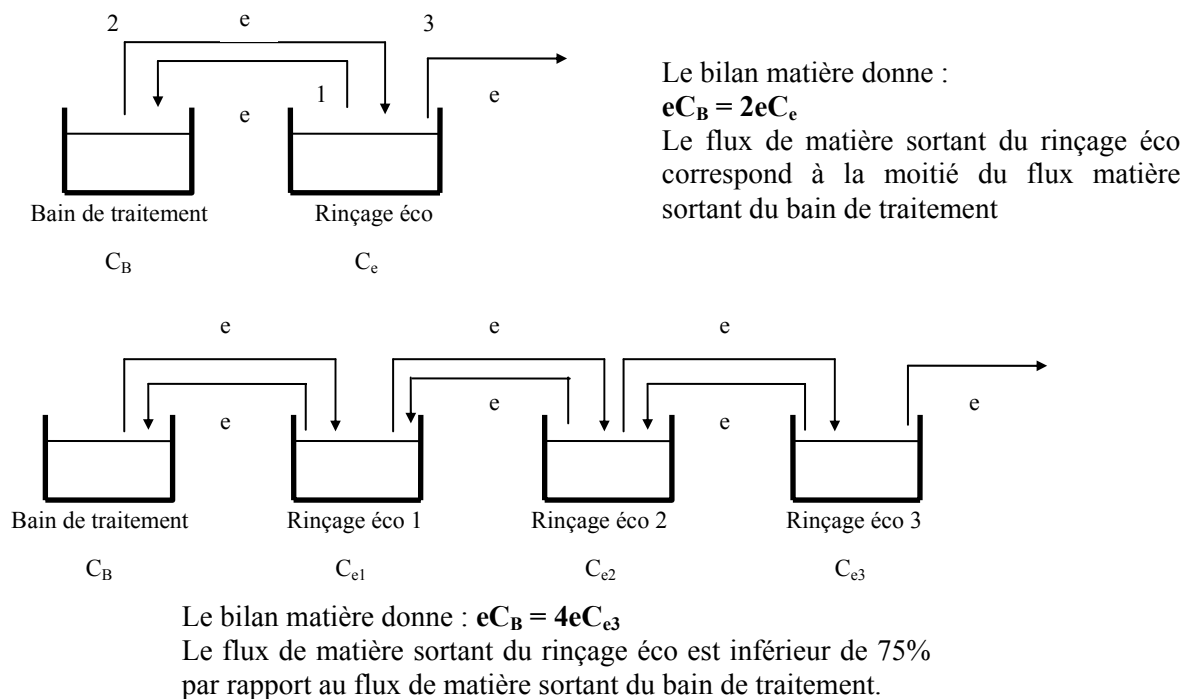 2 e 3
1
e e
Le bilan matière donne :
eC_B = 2eC_e
Le flux de matière sortant du rinçage éco
correspond à la moitié du flux matière
sortant du bain de traitement
Bain de traitement Rinçage éco
C_B C_e
e e e
e e e e
Bain de traitement Rinçage éco 1 Rinçage éco 2 Rinçage éco 3
C_B C_e1 C_e2 C_e3
Le bilan matière donne : eC_B = 4eC_e3
Le flux de matière sortant du rinçage éco est inférieur de 75%
par rapport au flux de matière sortant du bain de traitement.